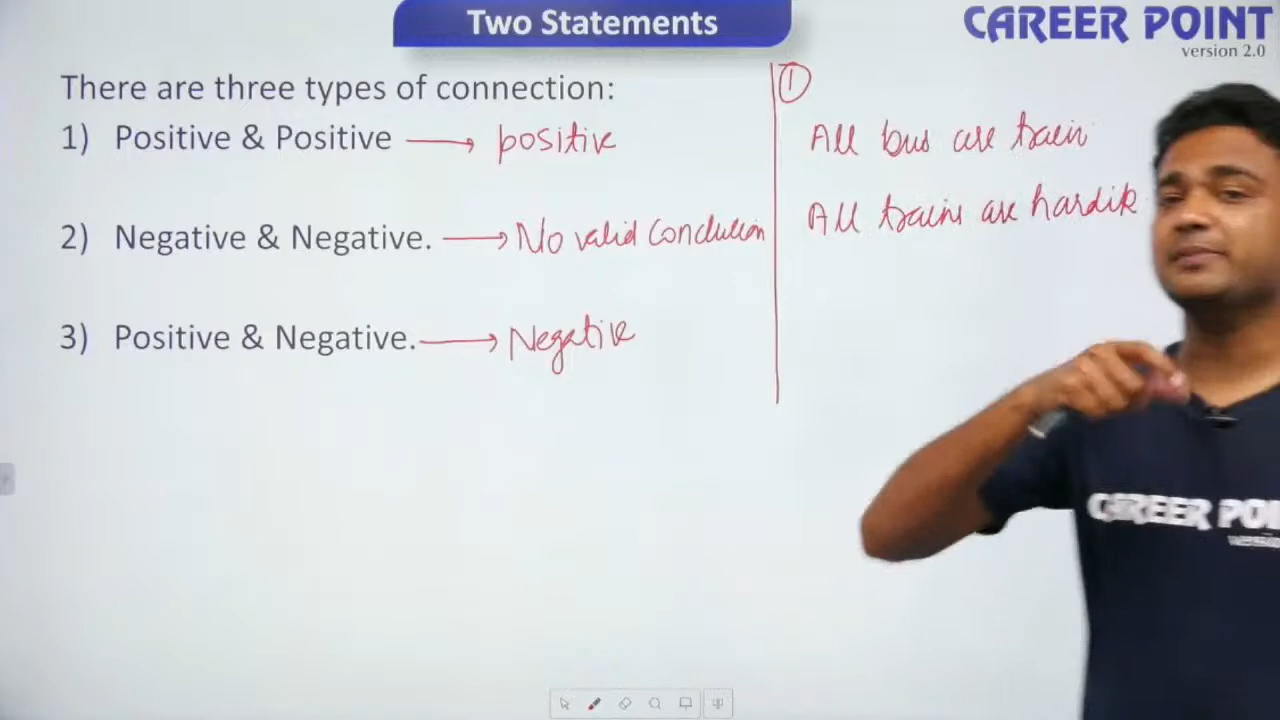 Two Statements
CAREER POINT
version 2.0
There are three types of connection:
1) Positive & Positive → positive
2) Negative & Negative. → No valid Conclusion
3) Positive & Negative. → Negative
①
All bus are train
All trains are hardik
CAREER POI